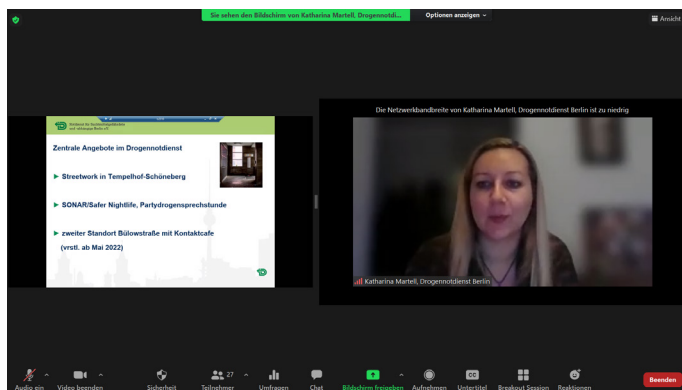 Sie sehen den Bildschirm von Katharina Martell, Drogennotdi...
Optionen anzeigen
Ansicht
Die Netzwerkbandbreite von Katharina Martell, Drogennotdienst Berlin ist zu niedrig
Zentrale Angebote im Drogennotdienst
Streetwork in Tempelhof-Schöneberg
SONAR/Safer Nightlife, Partydrogensprechstunde
zweiter Standort Bülowstraße mit Kontaktcafe
(vrstl. ab Mai 2022)
Katharina Martell, Drogennotdienst Berlin
27
Audio ein
Video beenden
Sicherheit
Teilnehmer
Umfragen
Chat
Bildschirm freigeben
Aufnehmen
Untertitel
Breakout Session
Reaktionen
Beenden